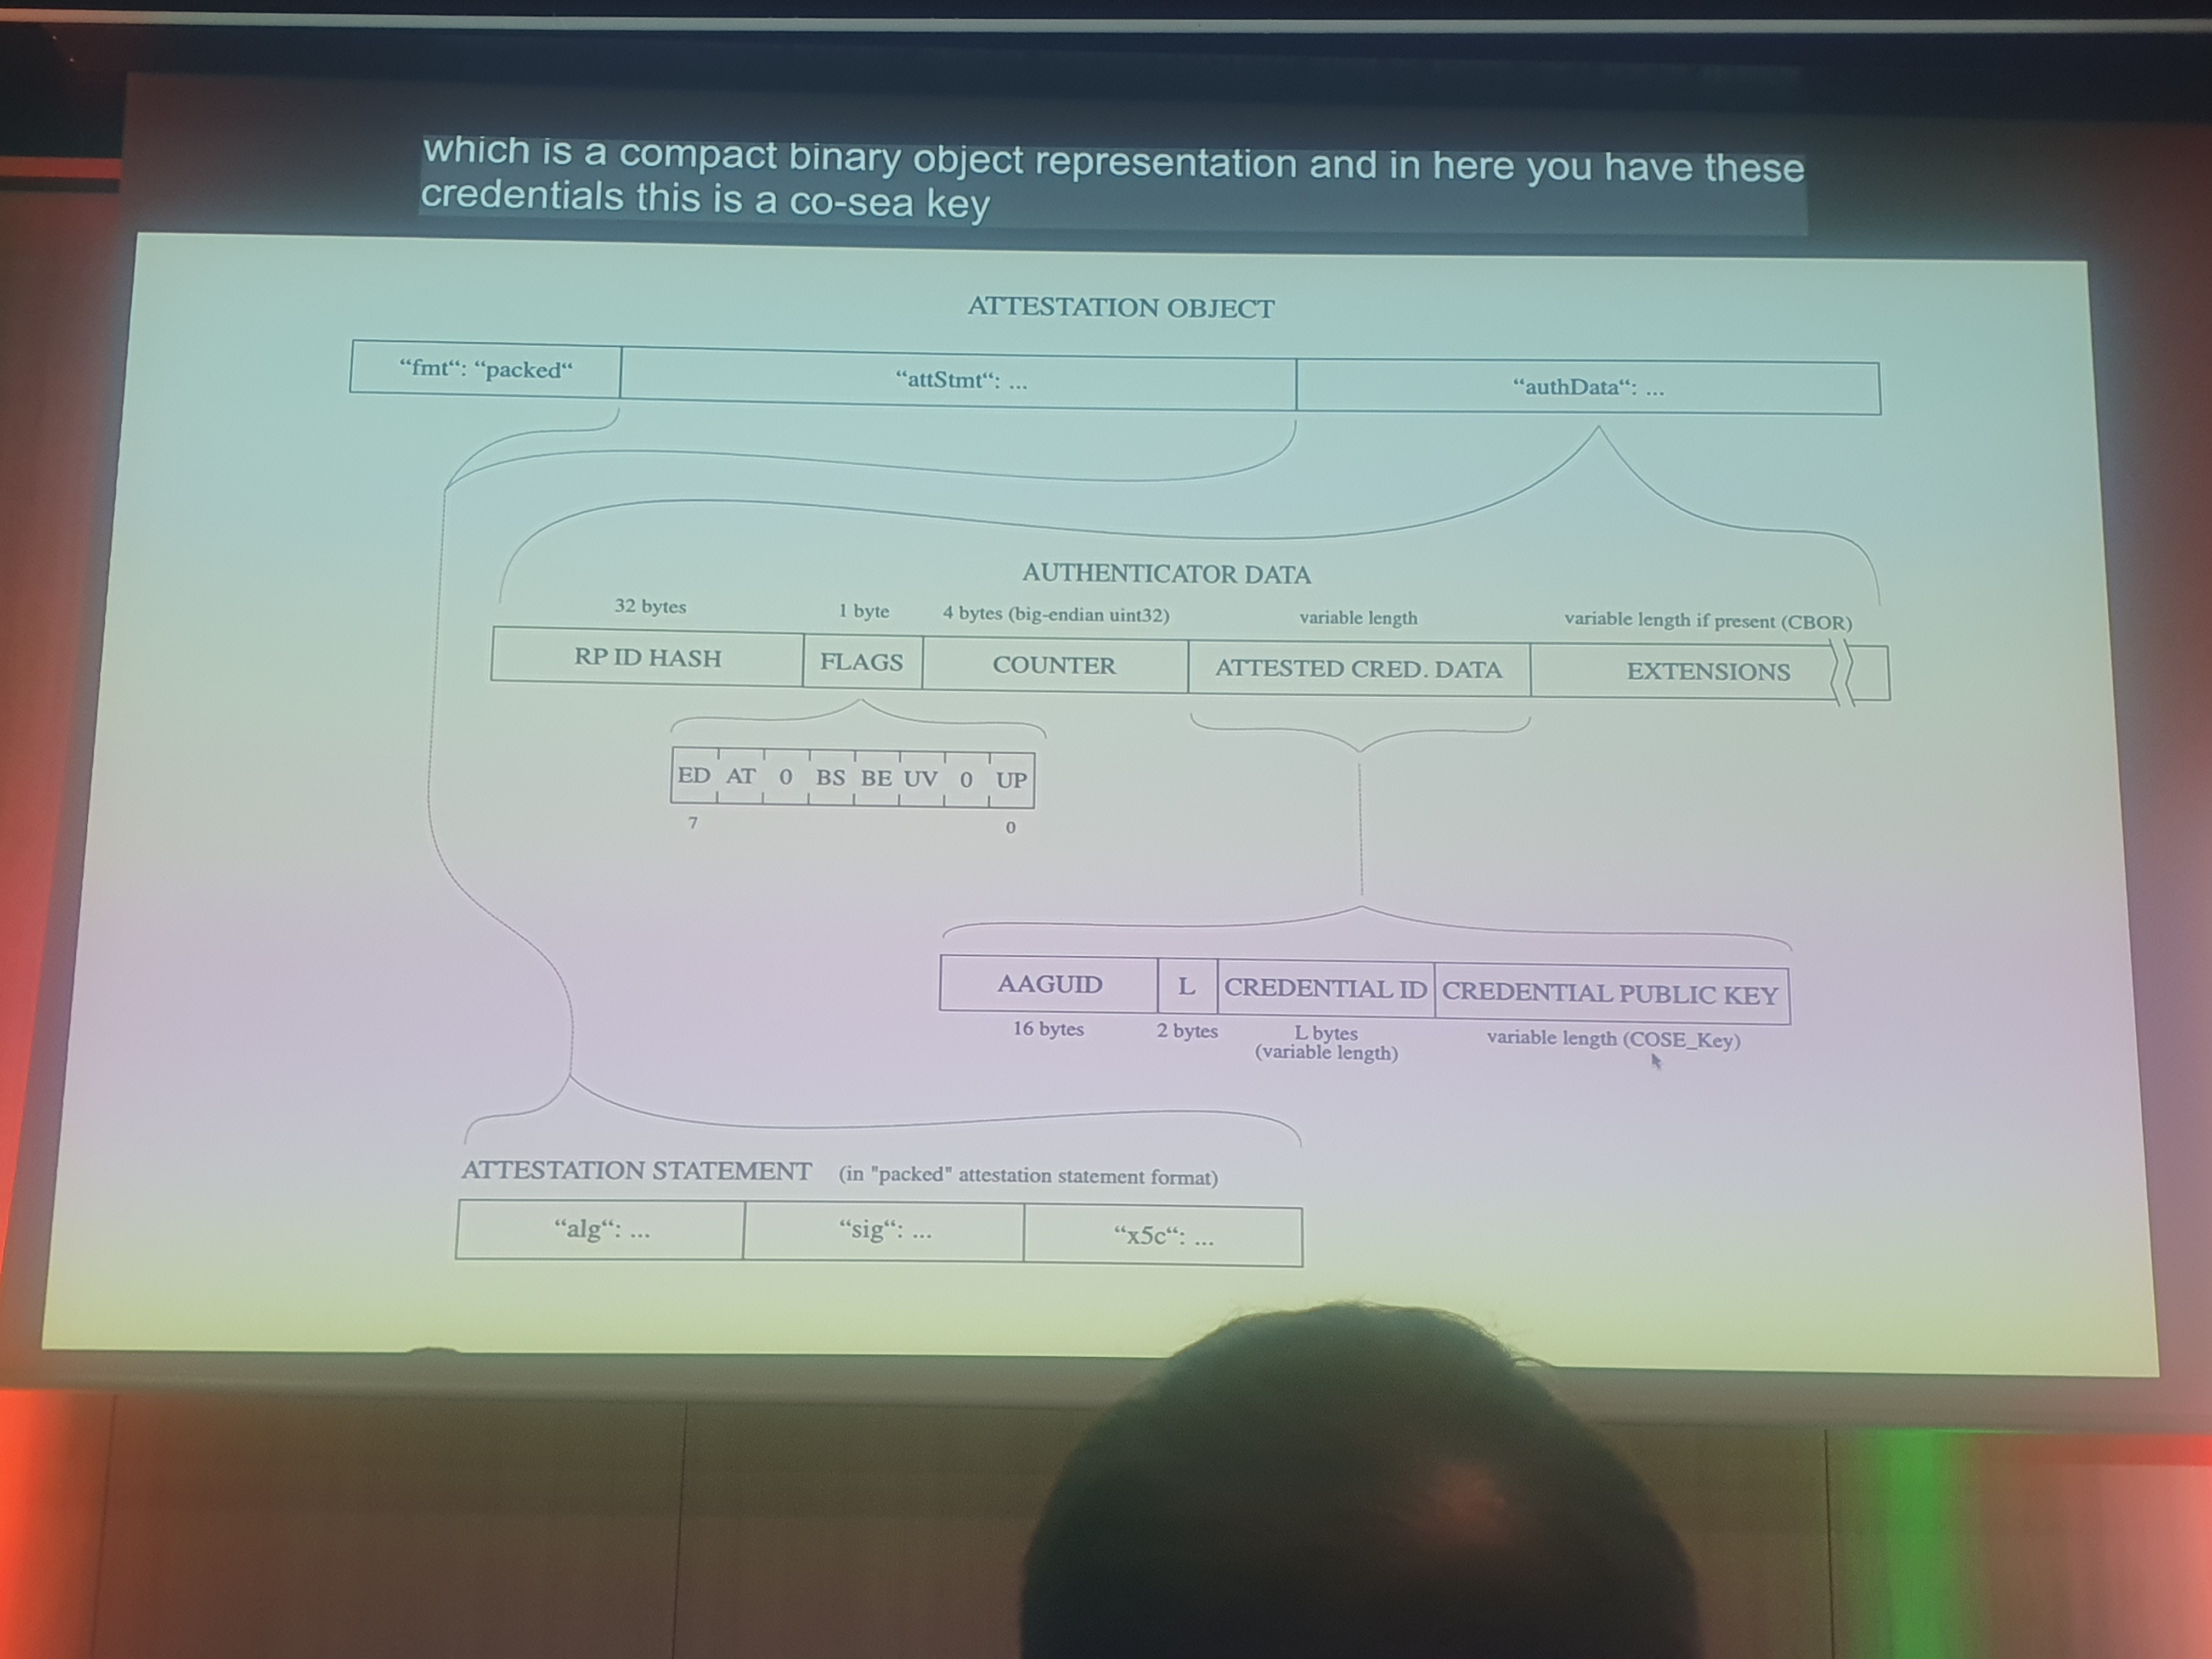 which is a compact binary object representation and in here you have these
credentials this is a co-sea key
ATTESTATION OBJECT
“fmt“: “packed“
“attStmt“: ...
“authData“: ...
AUTHENTICATOR DATA
32 bytes
1 byte
4 bytes (big-endian uint32)
variable length
variable length if present (CBOR)
RP ID HASH
FLAGS
COUNTER
ATTESTED CRED. DATA
EXTENSIONS
ED AT 0 BS BE UV 0 UP
7
0
AAGUID
L
CREDENTIAL ID
CREDENTIAL PUBLIC KEY
16 bytes
2 bytes
L bytes
(variable length)
variable length (COSE_Key)
ATTESTATION STATEMENT (in "packed" attestation statement format)
“alg“: ...
“sig“: ...
“x5c“: ...